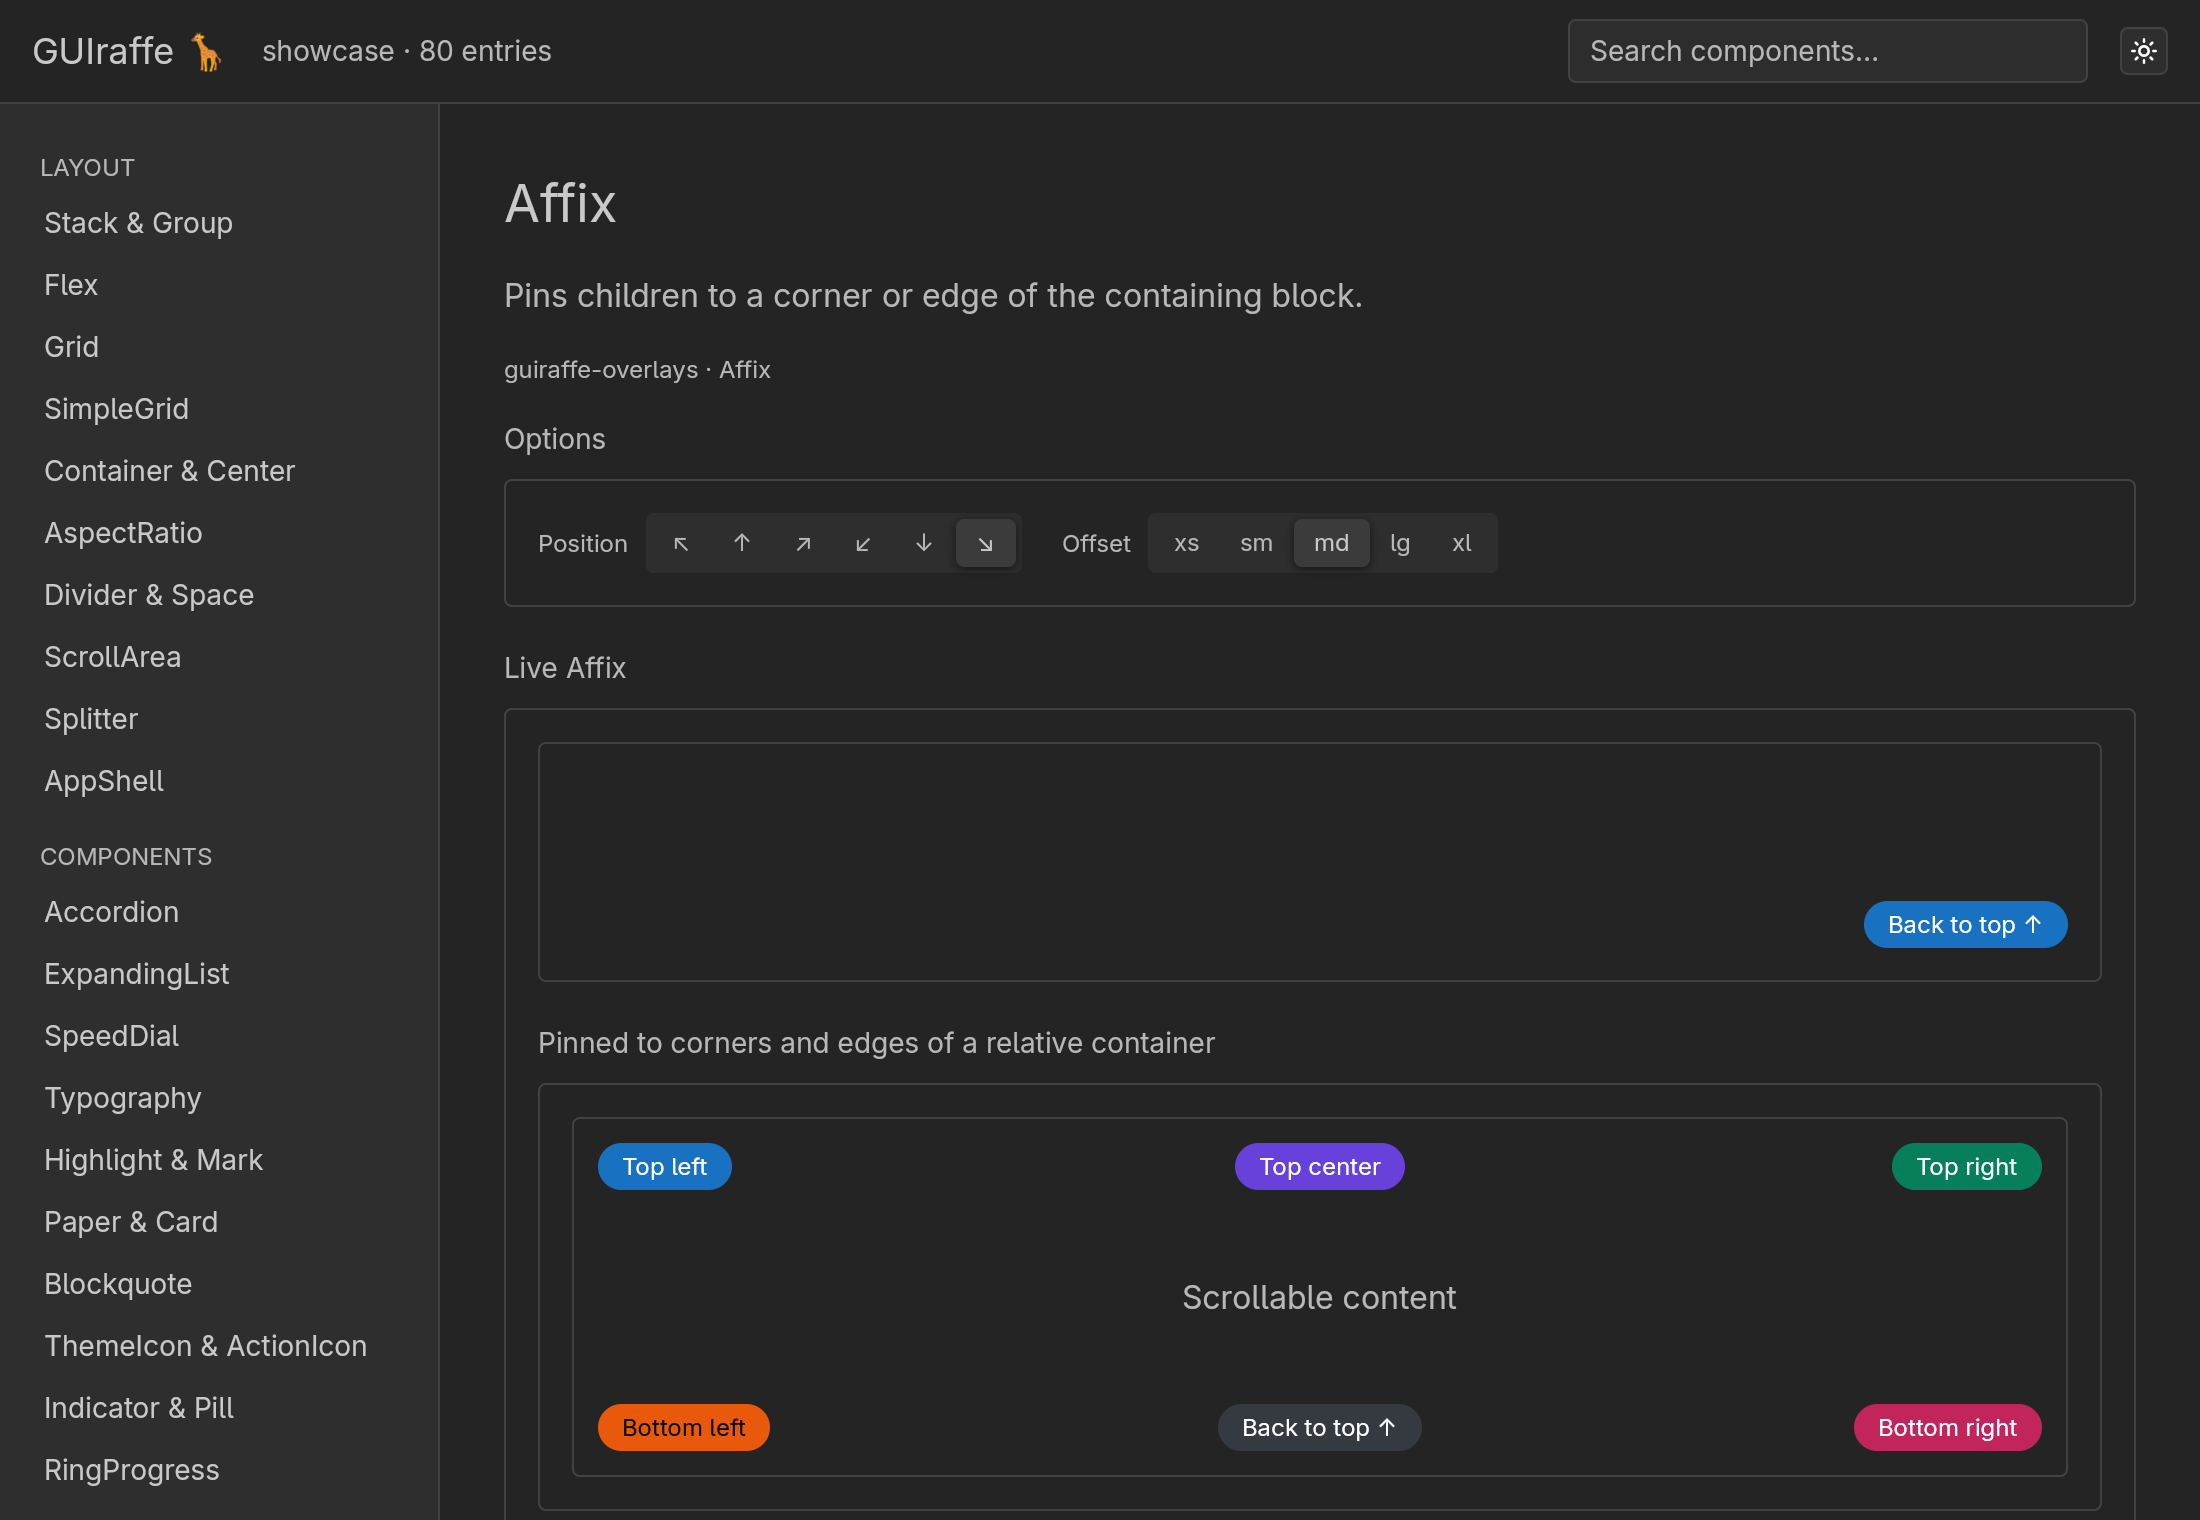 GUIraffe 🦒 showcase · 80 entries
Search components...
LAYOUT
Stack & Group
Flex
Grid
SimpleGrid
Container & Center
AspectRatio
Divider & Space
ScrollArea
Splitter
AppShell
COMPONENTS
Accordion
ExpandingList
SpeedDial
Typography
Highlight & Mark
Paper & Card
Blockquote
ThemeIcon & ActionIcon
Indicator & Pill
RingProgress
Affix
Pins children to a corner or edge of the containing block.
guiraffe-overlays · Affix
Options
Position ↖ ↑ ↗ ↙ ↓ ↘ Offset xs sm md lg xl
Live Affix
Back to top ↑
Pinned to corners and edges of a relative container
Top left Top center Top right
Scrollable content
Bottom left Back to top ↑ Bottom right